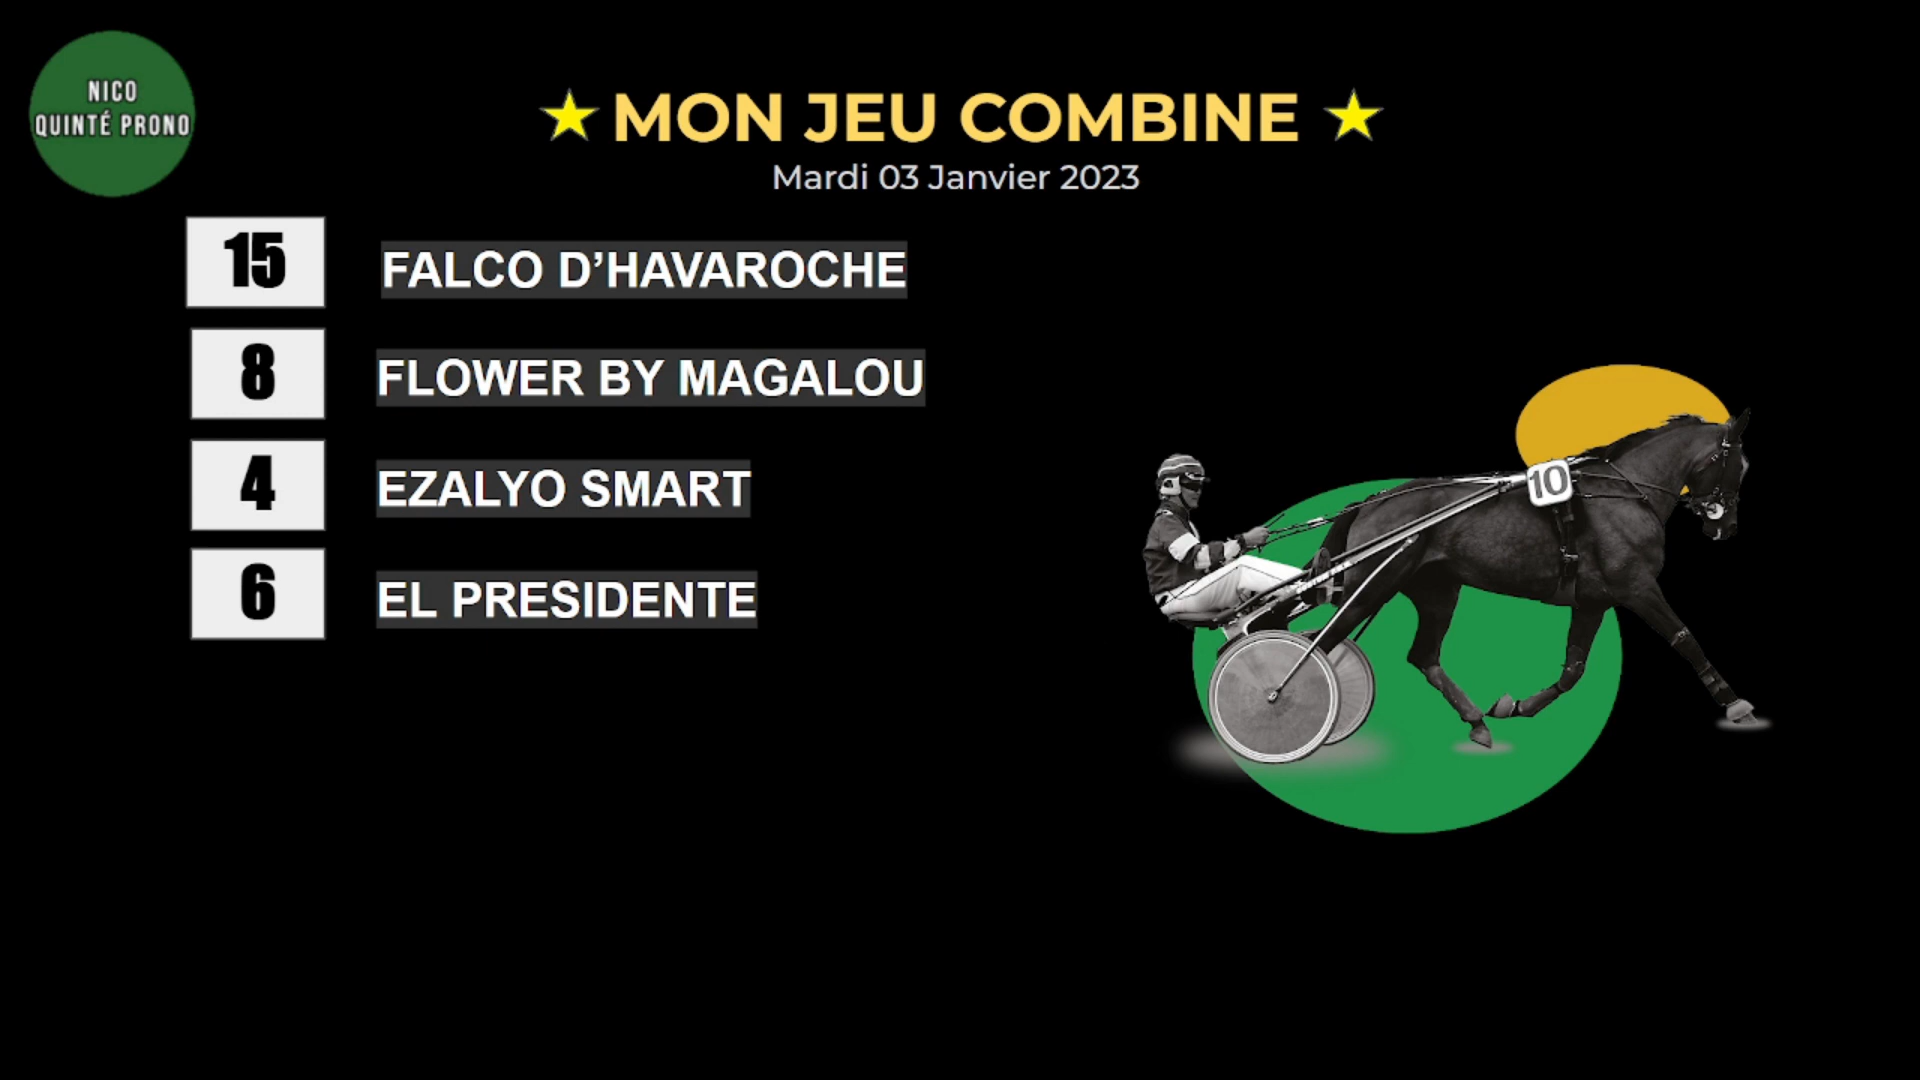 NICO
QUINTÉ PRONO
MON JEU COMBINE
Mardi 03 Janvier 2023
15 FALCO D’HAVAROCHE
8 FLOWER BY MAGALOU
4 EZALYO SMART
6 EL PRESIDENTE
10